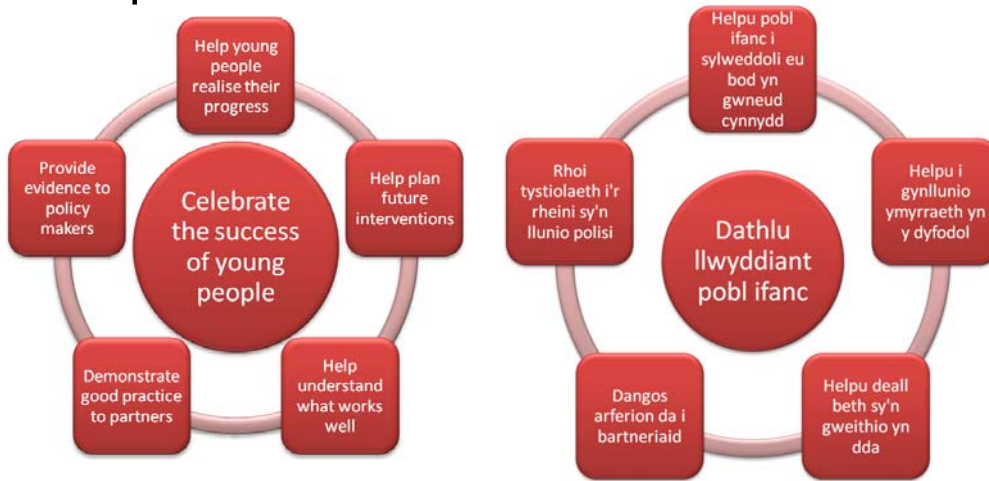 Help young
people
realise their
progress
Provide
evidence to
policy
makers
Help plan
future
interventions
Celebrate
the success
of young
people
Demonstrate
good practice
to partners
Help
understand
what works
well
Helpu pobl
ifanc i
sylweddoli eu
bod yn
gwneud
cynnydd
Rhoi
tystiolaeth i'r
rheini sy'n
llunio polisi
Helpu i
gynllunio
ymyrraeth yn
y dyfodol
Dathlu
llwyddiant
pobl ifanc
Dangos
arferion da i
bartneriaid
Helpu deall
beth sy'n
gweithio yn
dda